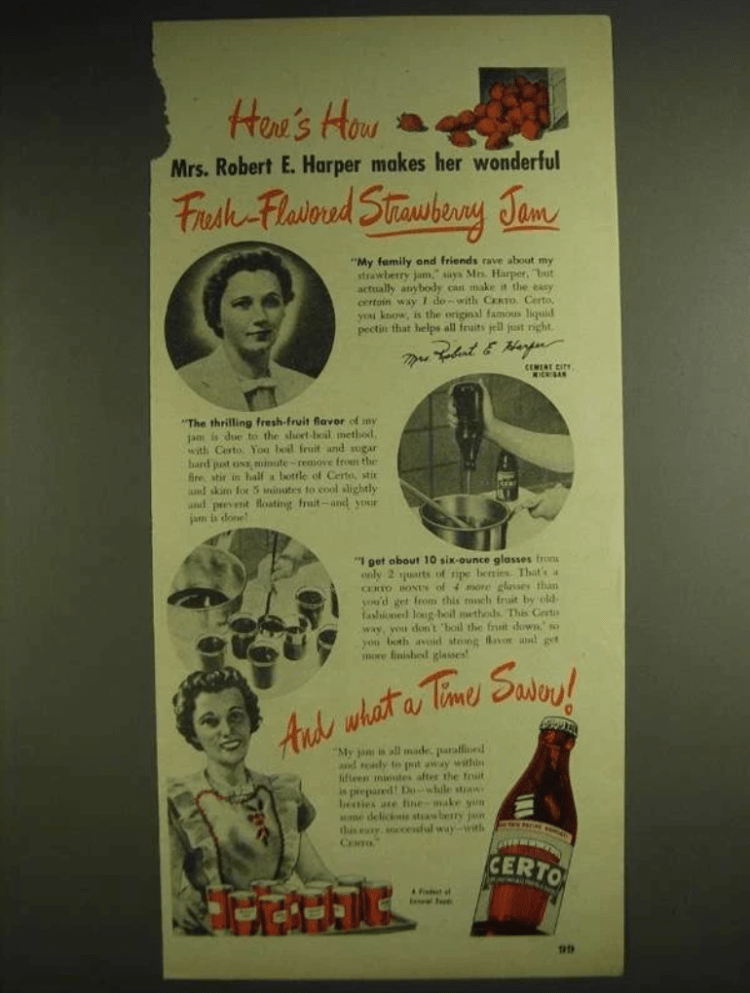 Here's How
Mrs. Robert E. Harper makes her wonderful
Fresh-Flavored Strawberry Jam
"My family and friends rave about my
strawberry jam," says Mrs. Harper, "but
actually anybody can make it the easy
certain way I do—with CERTO. Certo,
you know, is the original famous liquid
pectin that helps all fruits jell just right.
Mrs. Robert E Harper
CEMENT CITY,
MICHIGAN
"The thrilling fresh-fruit flavor of my
jam is due to the short-boil method,
with Certo. You boil fruit and sugar
hard just one minute—remove from the
fire, stir in half a bottle of Certo, stir
and skim for 5 minutes to cool slightly
and prevent floating fruit—and your
jam is done!
"I get about 10 six-ounce glasses from
only 2 quarts of ripe berries. That's a
CERTO BONUS of 4 more glasses than
you'd get from this much fruit by old-
fashioned long-boil methods. This Certo
way, you don't 'boil the fruit down,' so
you both avoid strong flavor and get
more finished glasses!
And what a Time Saver!
"My jam is all made, paraffined
and ready to put away within
fifteen minutes after the fruit
is prepared! Do—while straw-
berries are fine—make you
some delicious strawberry jam
this easy, successful way—with
CERTO."
A Product of
General Foods
CERTO
99